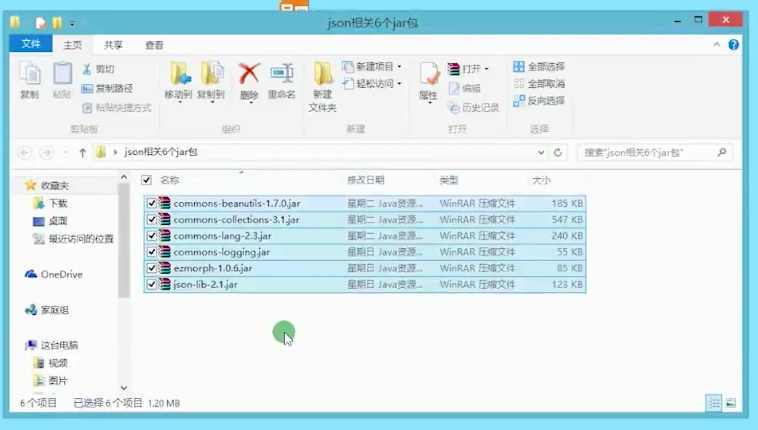 json相关6个jar包
文件 主页 共享 查看
复制
粘贴
剪切
复制路径
粘贴快捷方式
剪贴板
移动到 复制到 删除 重命名
组织
新建
文件夹
新建项目
轻松访问
新建
属性
打开
编辑
历史记录
打开
全部选择
全部取消
反向选择
选择
json相关6个jar包
搜索"json相关6个jar包"
收藏夹
下载
桌面
最近访问的位置
OneDrive
家庭组
这台电脑
视频
图片
名称 修改日期 类型 大小
commons-beanutils-1.7.0.jar 星期二 Java资源... WinRAR 压缩文件 185 KB
commons-collections-3.1.jar 星期二 Java资源... WinRAR 压缩文件 547 KB
commons-lang-2.3.jar 星期二 Java资源... WinRAR 压缩文件 240 KB
commons-logging.jar 星期日 Java资源... WinRAR 压缩文件 55 KB
ezmorph-1.0.6.jar 星期日 Java资源... WinRAR 压缩文件 85 KB
json-lib-2.1.jar 星期日 Java资源... WinRAR 压缩文件 123 KB
6 个项目 已选择 6 个项目 1.20 MB